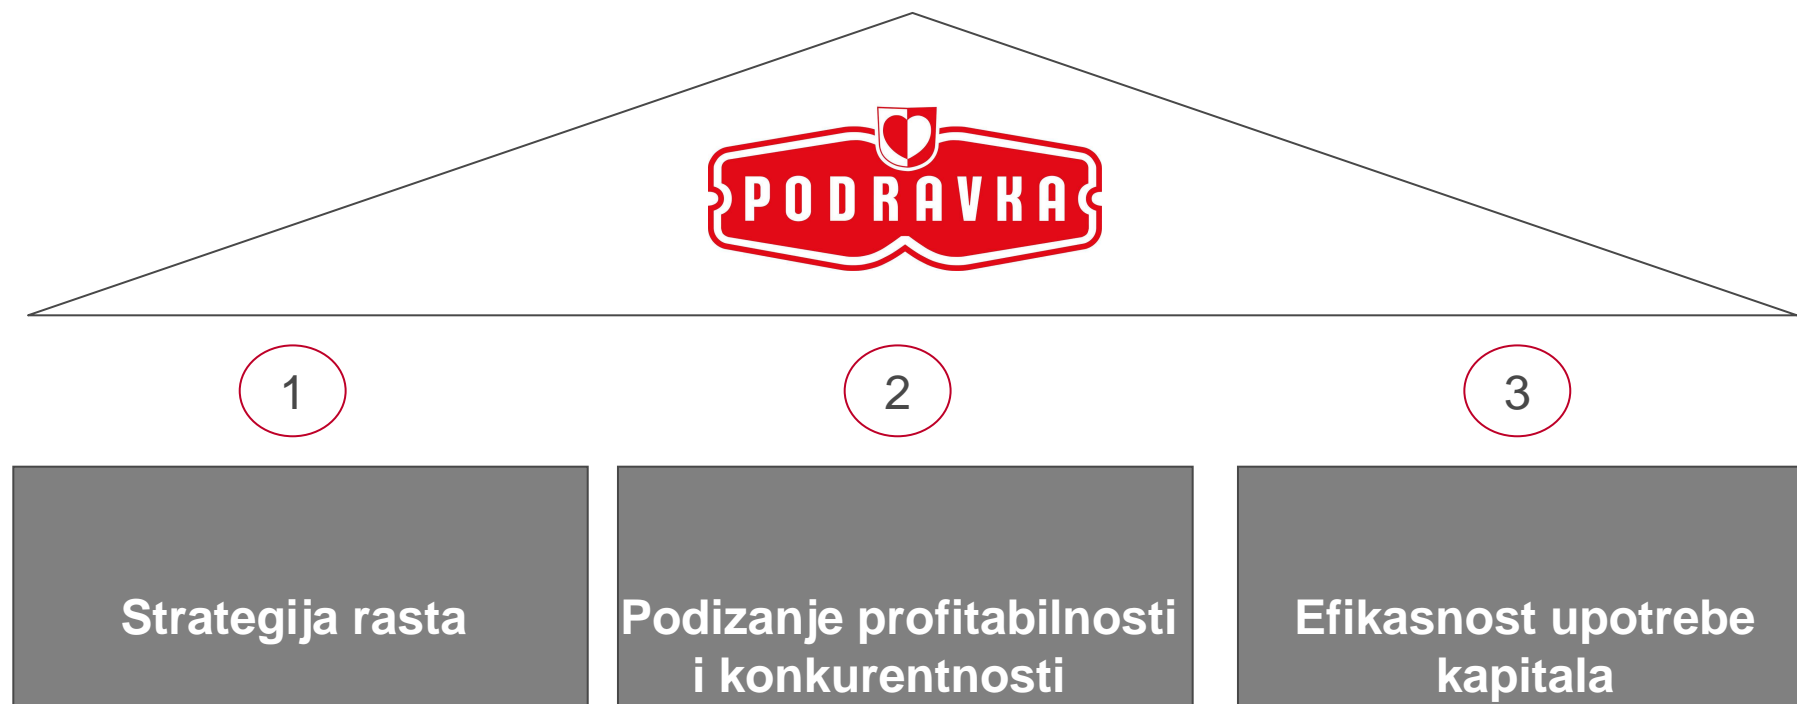 PODRAVKA
1
2
3
Strategija rasta
Podizanje profitabilnosti
i konkurentnosti
Efikasnost upotrebe
kapitala